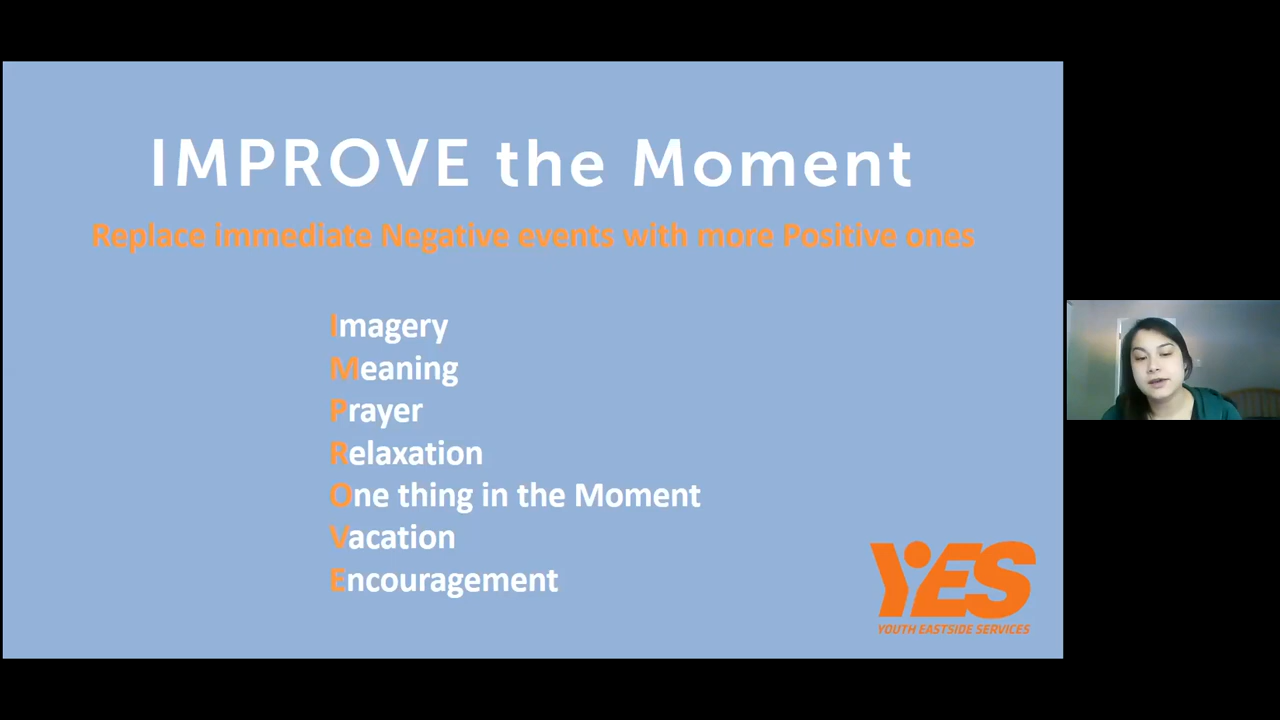 IMPROVE the Moment
Replace immediate Negative events with more Positive ones
Imagery
Meaning
Prayer
Relaxation
One thing in the Moment
Vacation
Encouragement
YES
YOUTH EASTSIDE SERVICES